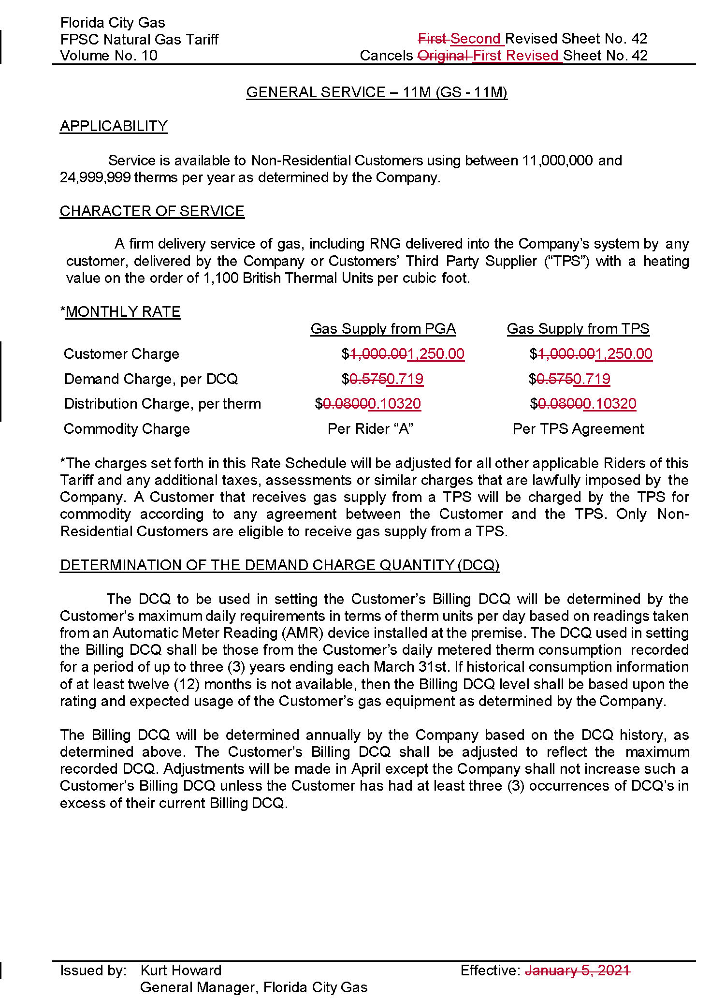 Florida City Gas
FPSC Natural Gas Tariff First Second Revised Sheet No. 42
Volume No. 10 Cancels Original First Revised Sheet No. 42
GENERAL SERVICE – 11M (GS - 11M)
APPLICABILITY
Service is available to Non-Residential Customers using between 11,000,000 and
24,999,999 therms per year as determined by the Company.
CHARACTER OF SERVICE
A firm delivery service of gas, including RNG delivered into the Company’s system by any
customer, delivered by the Company or Customers’ Third Party Supplier (“TPS”) with a heating
value on the order of 1,100 British Thermal Units per cubic foot.
*MONTHLY RATE
Gas Supply from PGA Gas Supply from TPS
Customer Charge $1,000.001,250.00 $1,000.001,250.00
Demand Charge, per DCQ $0.5750.719 $0.5750.719
Distribution Charge, per therm $0.08000.10320 $0.08000.10320
Commodity Charge Per Rider “A” Per TPS Agreement
*The charges set forth in this Rate Schedule will be adjusted for all other applicable Riders of this
Tariff and any additional taxes, assessments or similar charges that are lawfully imposed by the
Company. A Customer that receives gas supply from a TPS will be charged by the TPS for
commodity according to any agreement between the Customer and the TPS. Only Non-
Residential Customers are eligible to receive gas supply from a TPS.
DETERMINATION OF THE DEMAND CHARGE QUANTITY (DCQ)
The DCQ to be used in setting the Customer’s Billing DCQ will be determined by the
Customer’s maximum daily requirements in terms of therm units per day based on readings taken
from an Automatic Meter Reading (AMR) device installed at the premise. The DCQ used in setting
the Billing DCQ shall be those from the Customer’s daily metered therm consumption recorded
for a period of up to three (3) years ending each March 31st. If historical consumption information
of at least twelve (12) months is not available, then the Billing DCQ level shall be based upon the
rating and expected usage of the Customer’s gas equipment as determined by the Company.
The Billing DCQ will be determined annually by the Company based on the DCQ history, as
determined above. The Customer’s Billing DCQ shall be adjusted to reflect the maximum
recorded DCQ. Adjustments will be made in April except the Company shall not increase such a
Customer’s Billing DCQ unless the Customer has had at least three (3) occurrences of DCQ’s in
excess of their current Billing DCQ.
Issued by: Kurt Howard Effective: January 5, 2021
General Manager, Florida City Gas